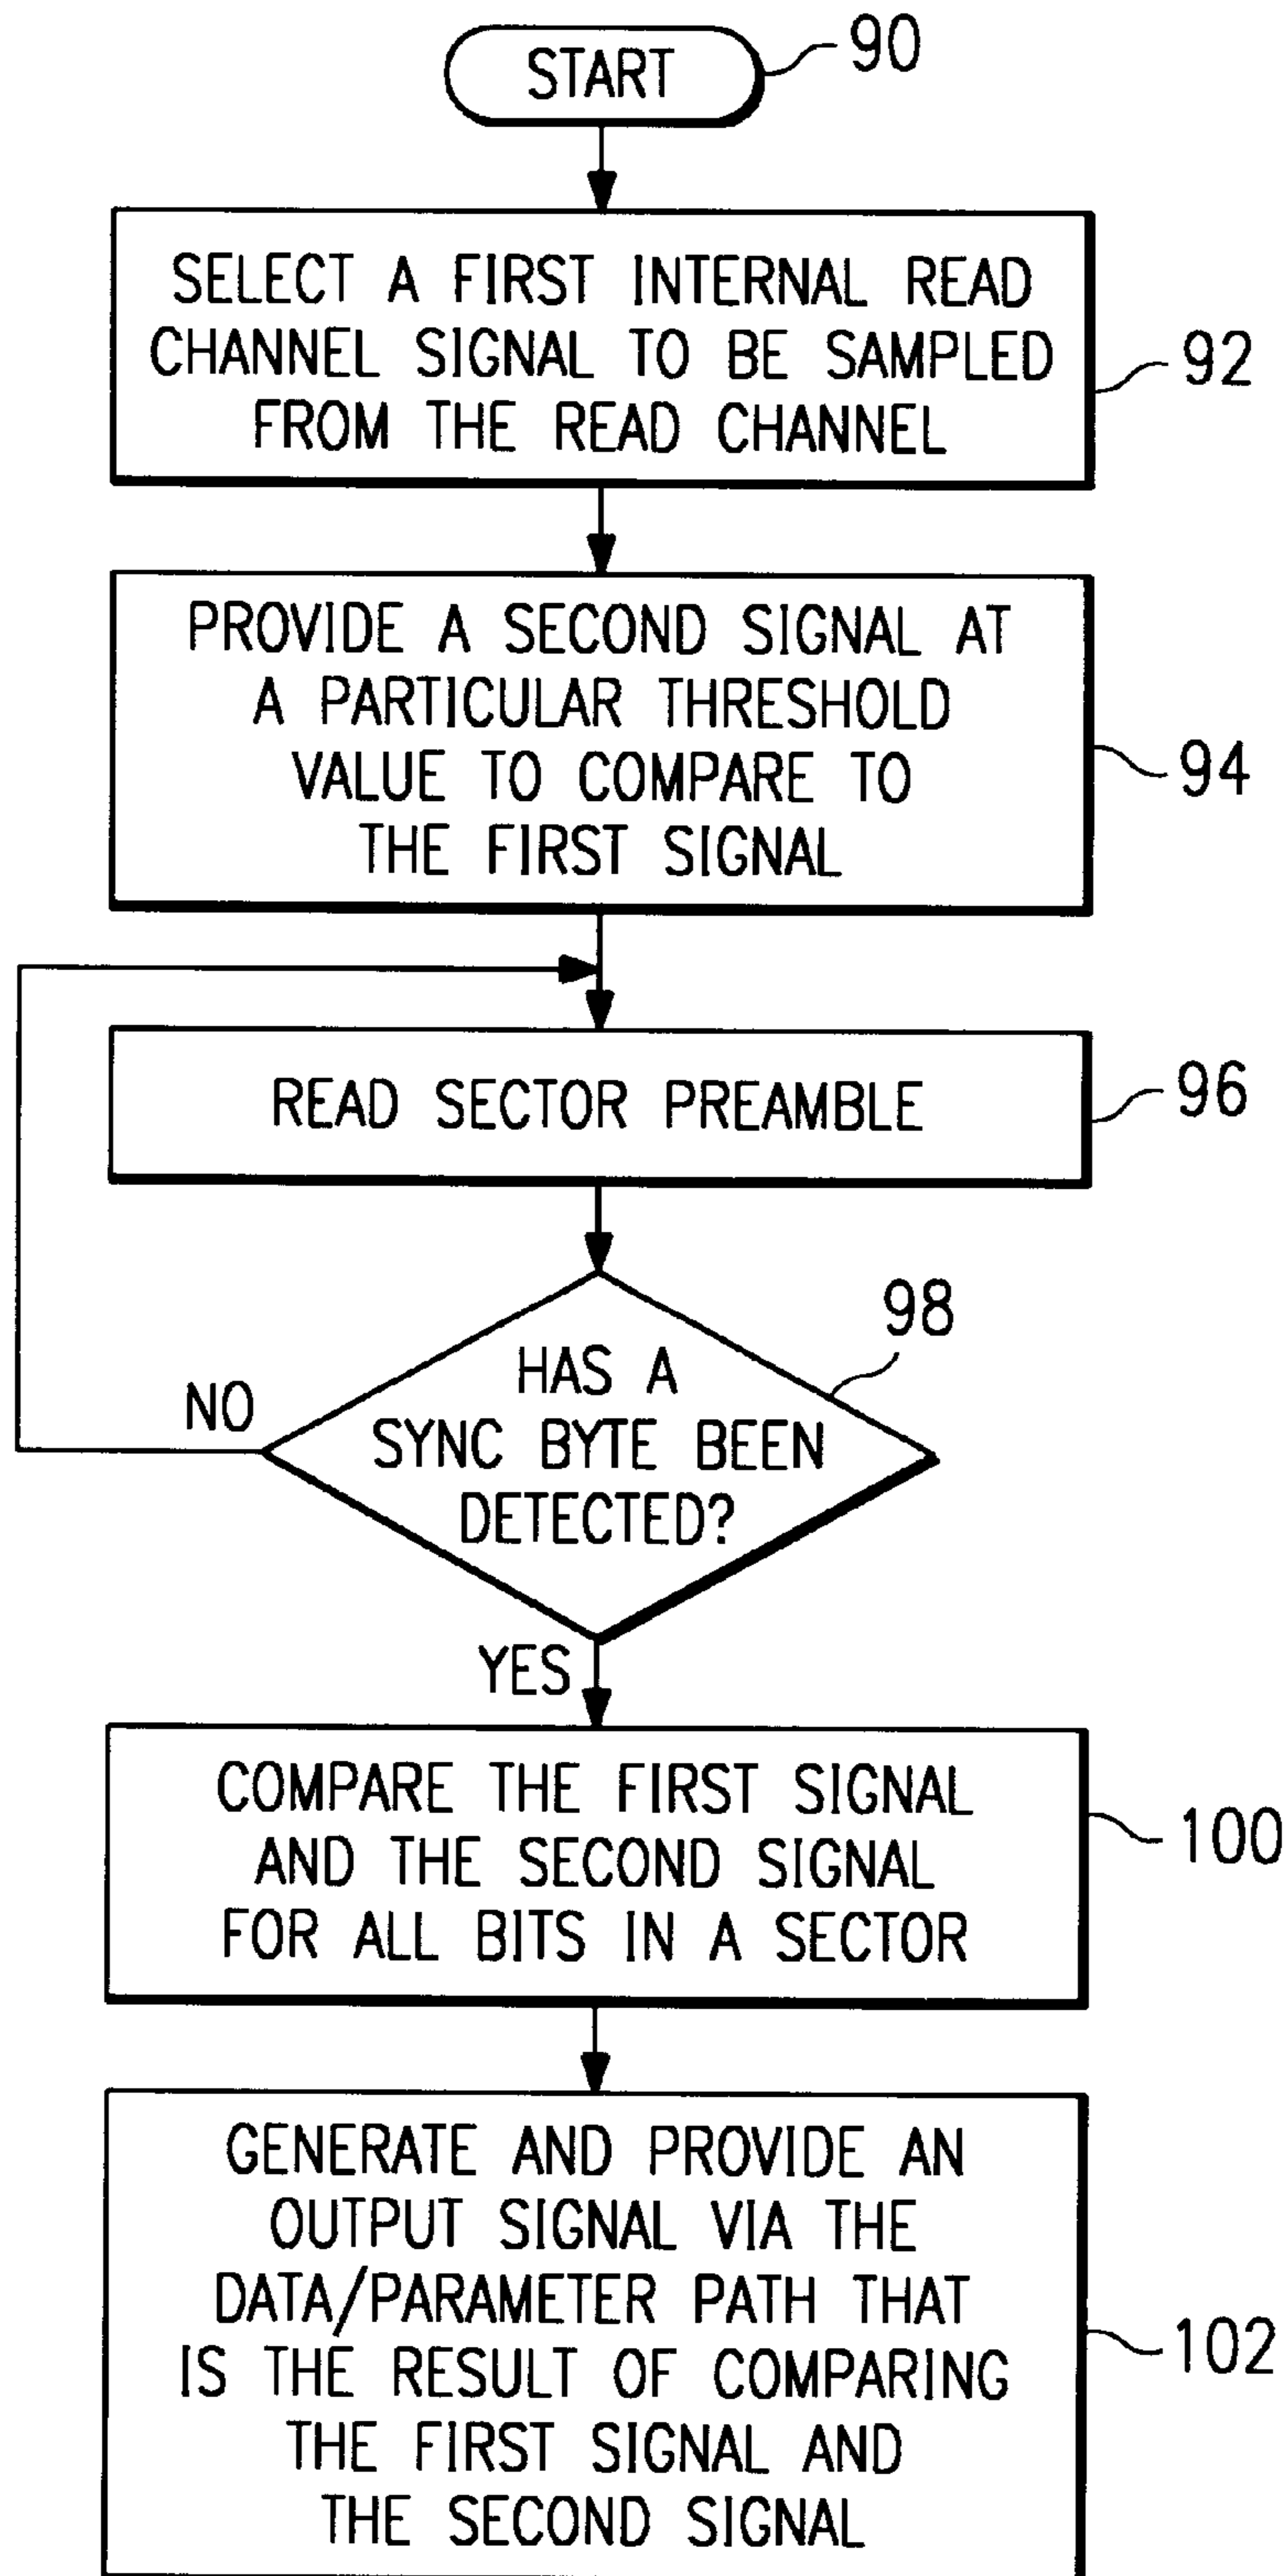 START
90
SELECT A FIRST INTERNAL READ
CHANNEL SIGNAL TO BE SAMPLED
FROM THE READ CHANNEL
92
PROVIDE A SECOND SIGNAL AT
A PARTICULAR THRESHOLD
VALUE TO COMPARE TO
THE FIRST SIGNAL
94
READ SECTOR PREAMBLE
96
HAS A
SYNC BYTE BEEN
DETECTED?
98
NO
YES
COMPARE THE FIRST SIGNAL
AND THE SECOND SIGNAL
FOR ALL BITS IN A SECTOR
100
GENERATE AND PROVIDE AN
OUTPUT SIGNAL VIA THE
DATA/PARAMETER PATH THAT
IS THE RESULT OF COMPARING
THE FIRST SIGNAL AND
THE SECOND SIGNAL
102